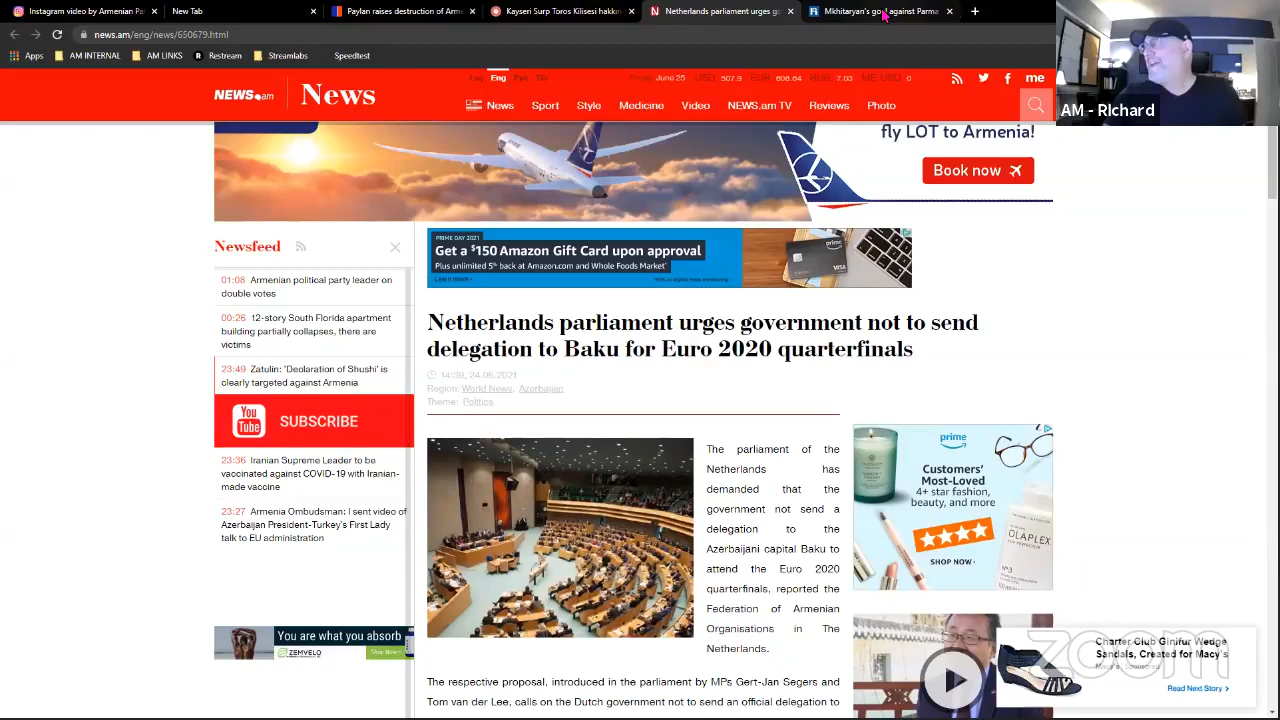 Instagram video by Armenian Pa
New Tab
Paylan raises destruction of Arm
Kayseri Surp Toros Kilisesi hakkın
Netherlands parliament urges go
Mkhitaryan's go against Parma
news.am/eng/news/650679.html
Apps
AM INTERNAL
AM LINKS
Restream
Streamlabs
Speedtest
NEWS.am
News
Eng
June 25
USD 507.9
EUR 606.64
RUB 7.03
ME USD 0
me
News
Sport
Style
Medicine
Video
NEWS.am TV
Reviews
Photo
AM - RIchard
fly LOT to Armenia!
Book now
Newsfeed
01:08 Armenian political party leader on
double votes
00:26 12-story South Florida apartment
building partially collapses, there are
victims
23:49 Zatulin: 'Declaration of Shushi' is
clearly targeted against Armenia
You
Tube
SUBSCRIBE
23:36 Iranian Supreme Leader to be
vaccinated against COVID-19 with Iranian-
made vaccine
23:27 Armenia Ombudsman: I sent video of
Azerbaijan President-Turkey's First Lady
talk to EU administration
You are what you absorb
ZEMVELO
Shop Now
PRIME DAY 2021
Get a $150 Amazon Gift Card upon approval
Plus unlimited 5% back at Amazon.com and Whole Foods Market*
LEARN MORE
prime
VISA
Netherlands parliament urges government not to send
delegation to Baku for Euro 2020 quarterfinals
14:39, 24.06.2021
Region: World News, Azerbaijan
Theme: Politics
The parliament of the
Netherlands has
demanded that the
government not send a
delegation to the
Azerbaijani capital Baku to
attend the Euro 2020
quarterfinals, reported the
Federation of Armenian
Organisations in The
Netherlands.
The respective proposal, introduced in the parliament by MPs Gert-Jan Segers and
Tom van der Lee, calls on the Dutch government not to send an official delegation to
prime
Customers'
Most-Loved
4+ star fashion,
beauty, and more
SHOP NOW
OLAPLEX
Nº3
Charter Club Ginifur Wedge
Sandals, Created for Macy's
Macy's, Sponsored
Read Next Story
zoom